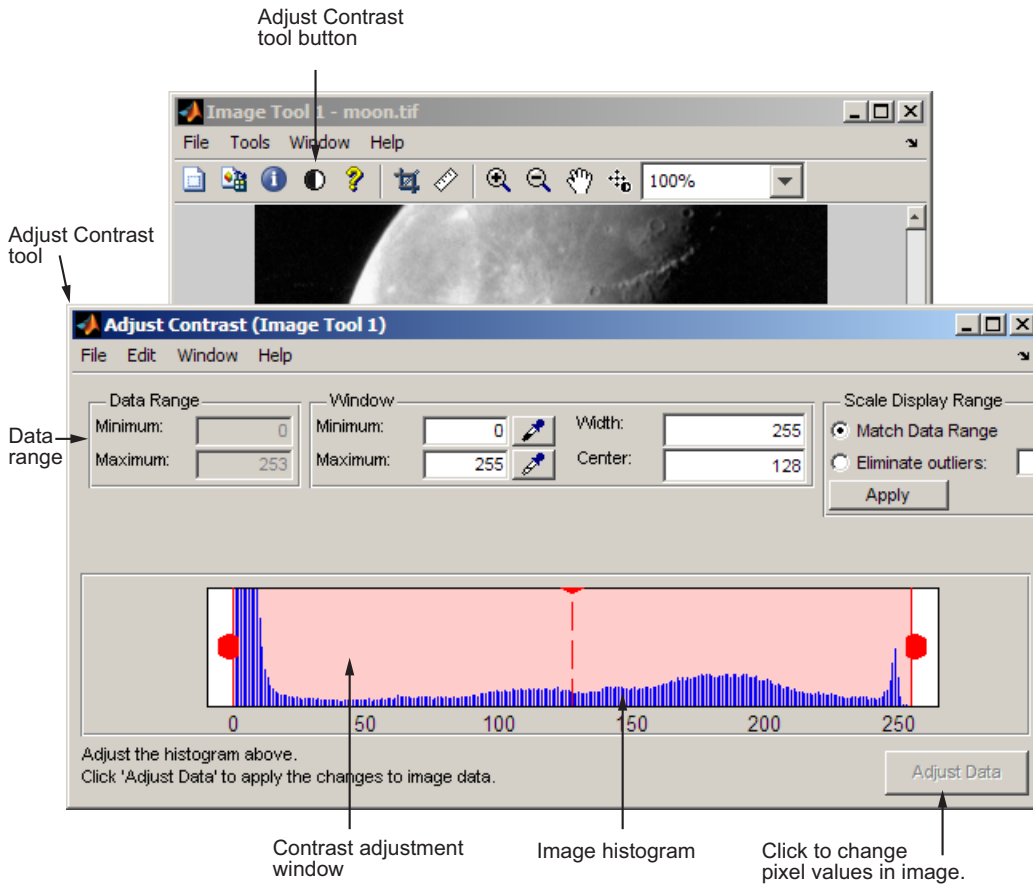 Adjust Contrast
tool button
Image Tool 1 - moon.tif
File Tools Window Help
100%
Adjust Contrast
tool
Adjust Contrast (Image Tool 1)
File Edit Window Help
Data
range
Data Range
Minimum: 0
Maximum: 253
Window
Minimum: 0
Maximum: 255
Width: 255
Center: 128
Scale Display Range
Match Data Range
Eliminate outliers:
Apply
0 50 100 150 200 250
Adjust the histogram above.
Click 'Adjust Data' to apply the changes to image data.
Adjust Data
Contrast adjustment
window
Image histogram
Click to change
pixel values in image.